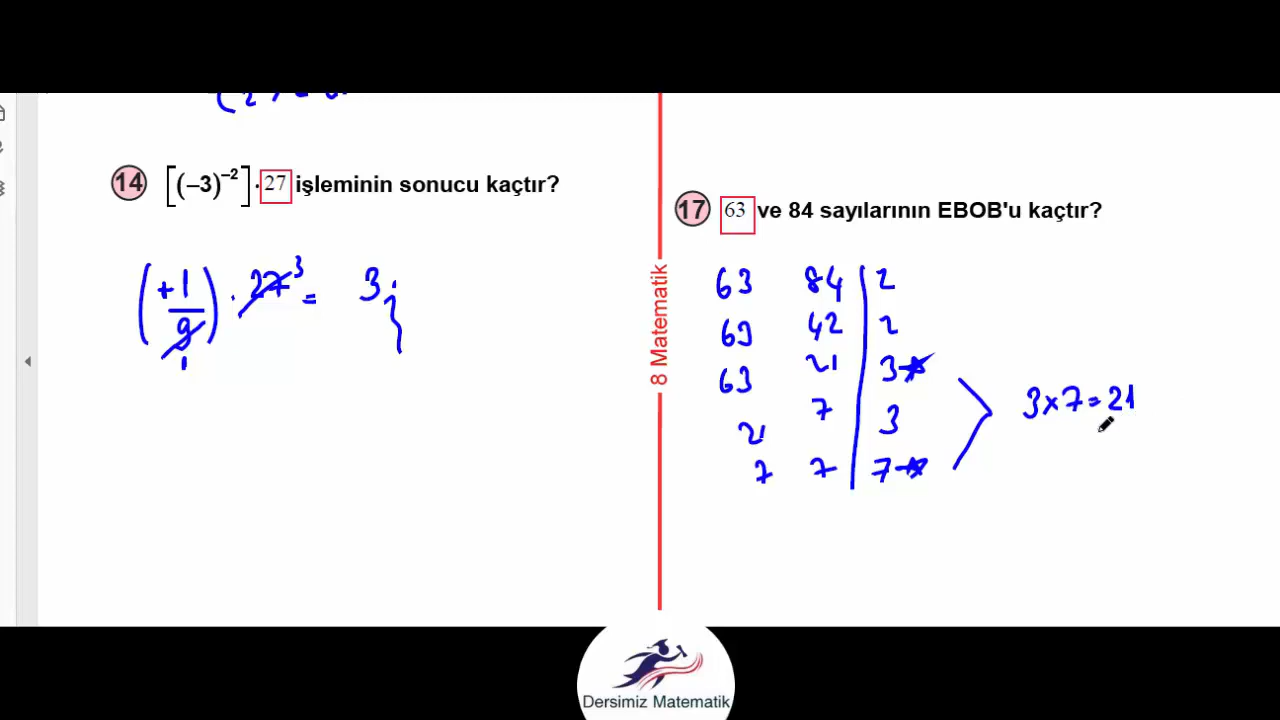 14 [(–3)⁻²] · 27 işleminin sonucu kaçtır?
(+1/9) · 27 3 = 3
1
8 Matematik
17 63 ve 84 sayılarının EBOB'u kaçtır?
63 84 2
63 42 2
63 21 3
7
21 3
7 7 7
3x7=21
Dersimiz Matematik